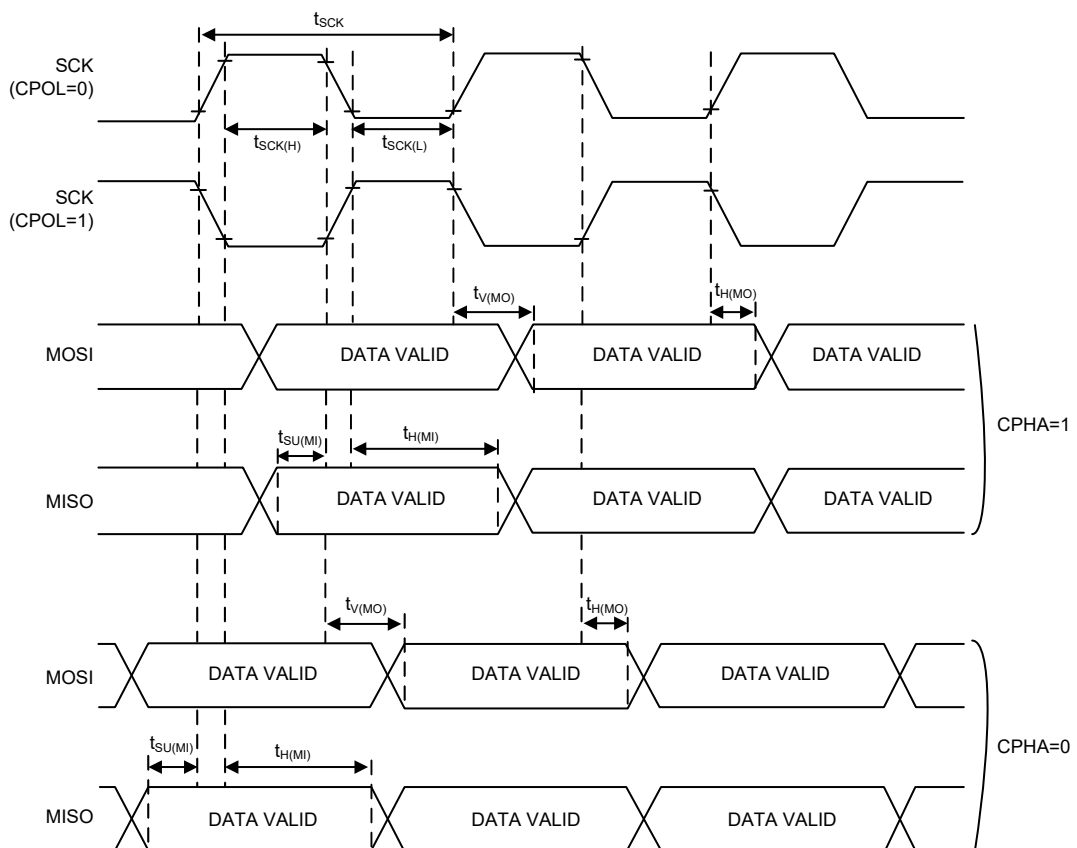 tSCK
SCK
(CPOL=0)
tSCK(H)
tSCK(L)
SCK
(CPOL=1)
tV(MO)
tH(MO)
MOSI
DATA VALID
DATA VALID
DATA VALID
CPHA=1
tSU(MI)
tH(MI)
MISO
DATA VALID
DATA VALID
DATA VALID
tV(MO)
tH(MO)
MOSI
DATA VALID
DATA VALID
DATA VALID
CPHA=0
tSU(MI)
tH(MI)
MISO
DATA VALID
DATA VALID
DATA VALID